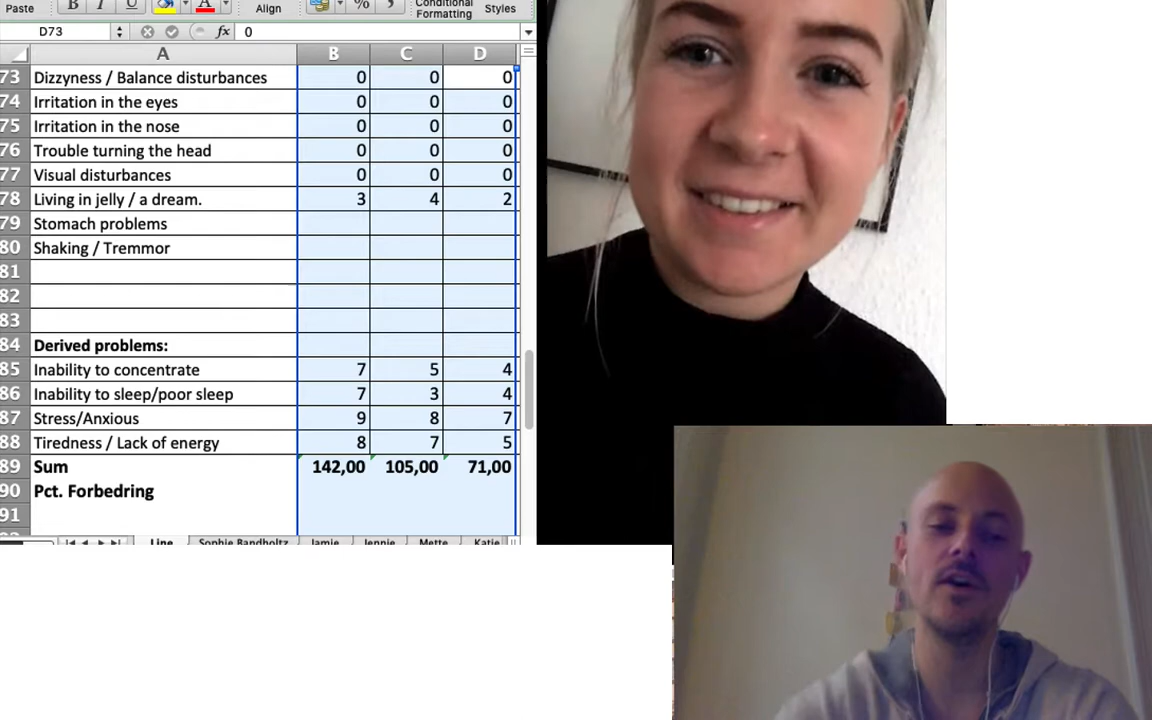 Paste B I U A Align % Conditional Formatting Styles
D73 fx 0
A B C D
73 Dizzyness / Balance disturbances 0 0 0
74 Irritation in the eyes 0 0 0
75 Irritation in the nose 0 0 0
76 Trouble turning the head 0 0 0
77 Visual disturbances 0 0 0
78 Living in jelly / a dream. 3 4 2
79 Stomach problems
80 Shaking / Tremmor
81
82
83
84 Derived problems:
85 Inability to concentrate 7 5 4
86 Inability to sleep/poor sleep 7 3 4
87 Stress/Anxious 9 8 7
88 Tiredness / Lack of energy 8 7 5
89 Sum 142,00 105,00 71,00
90 Pct. Forbedring
91
Line Sophie Bandholtz Jamie Jennie Mette Katie